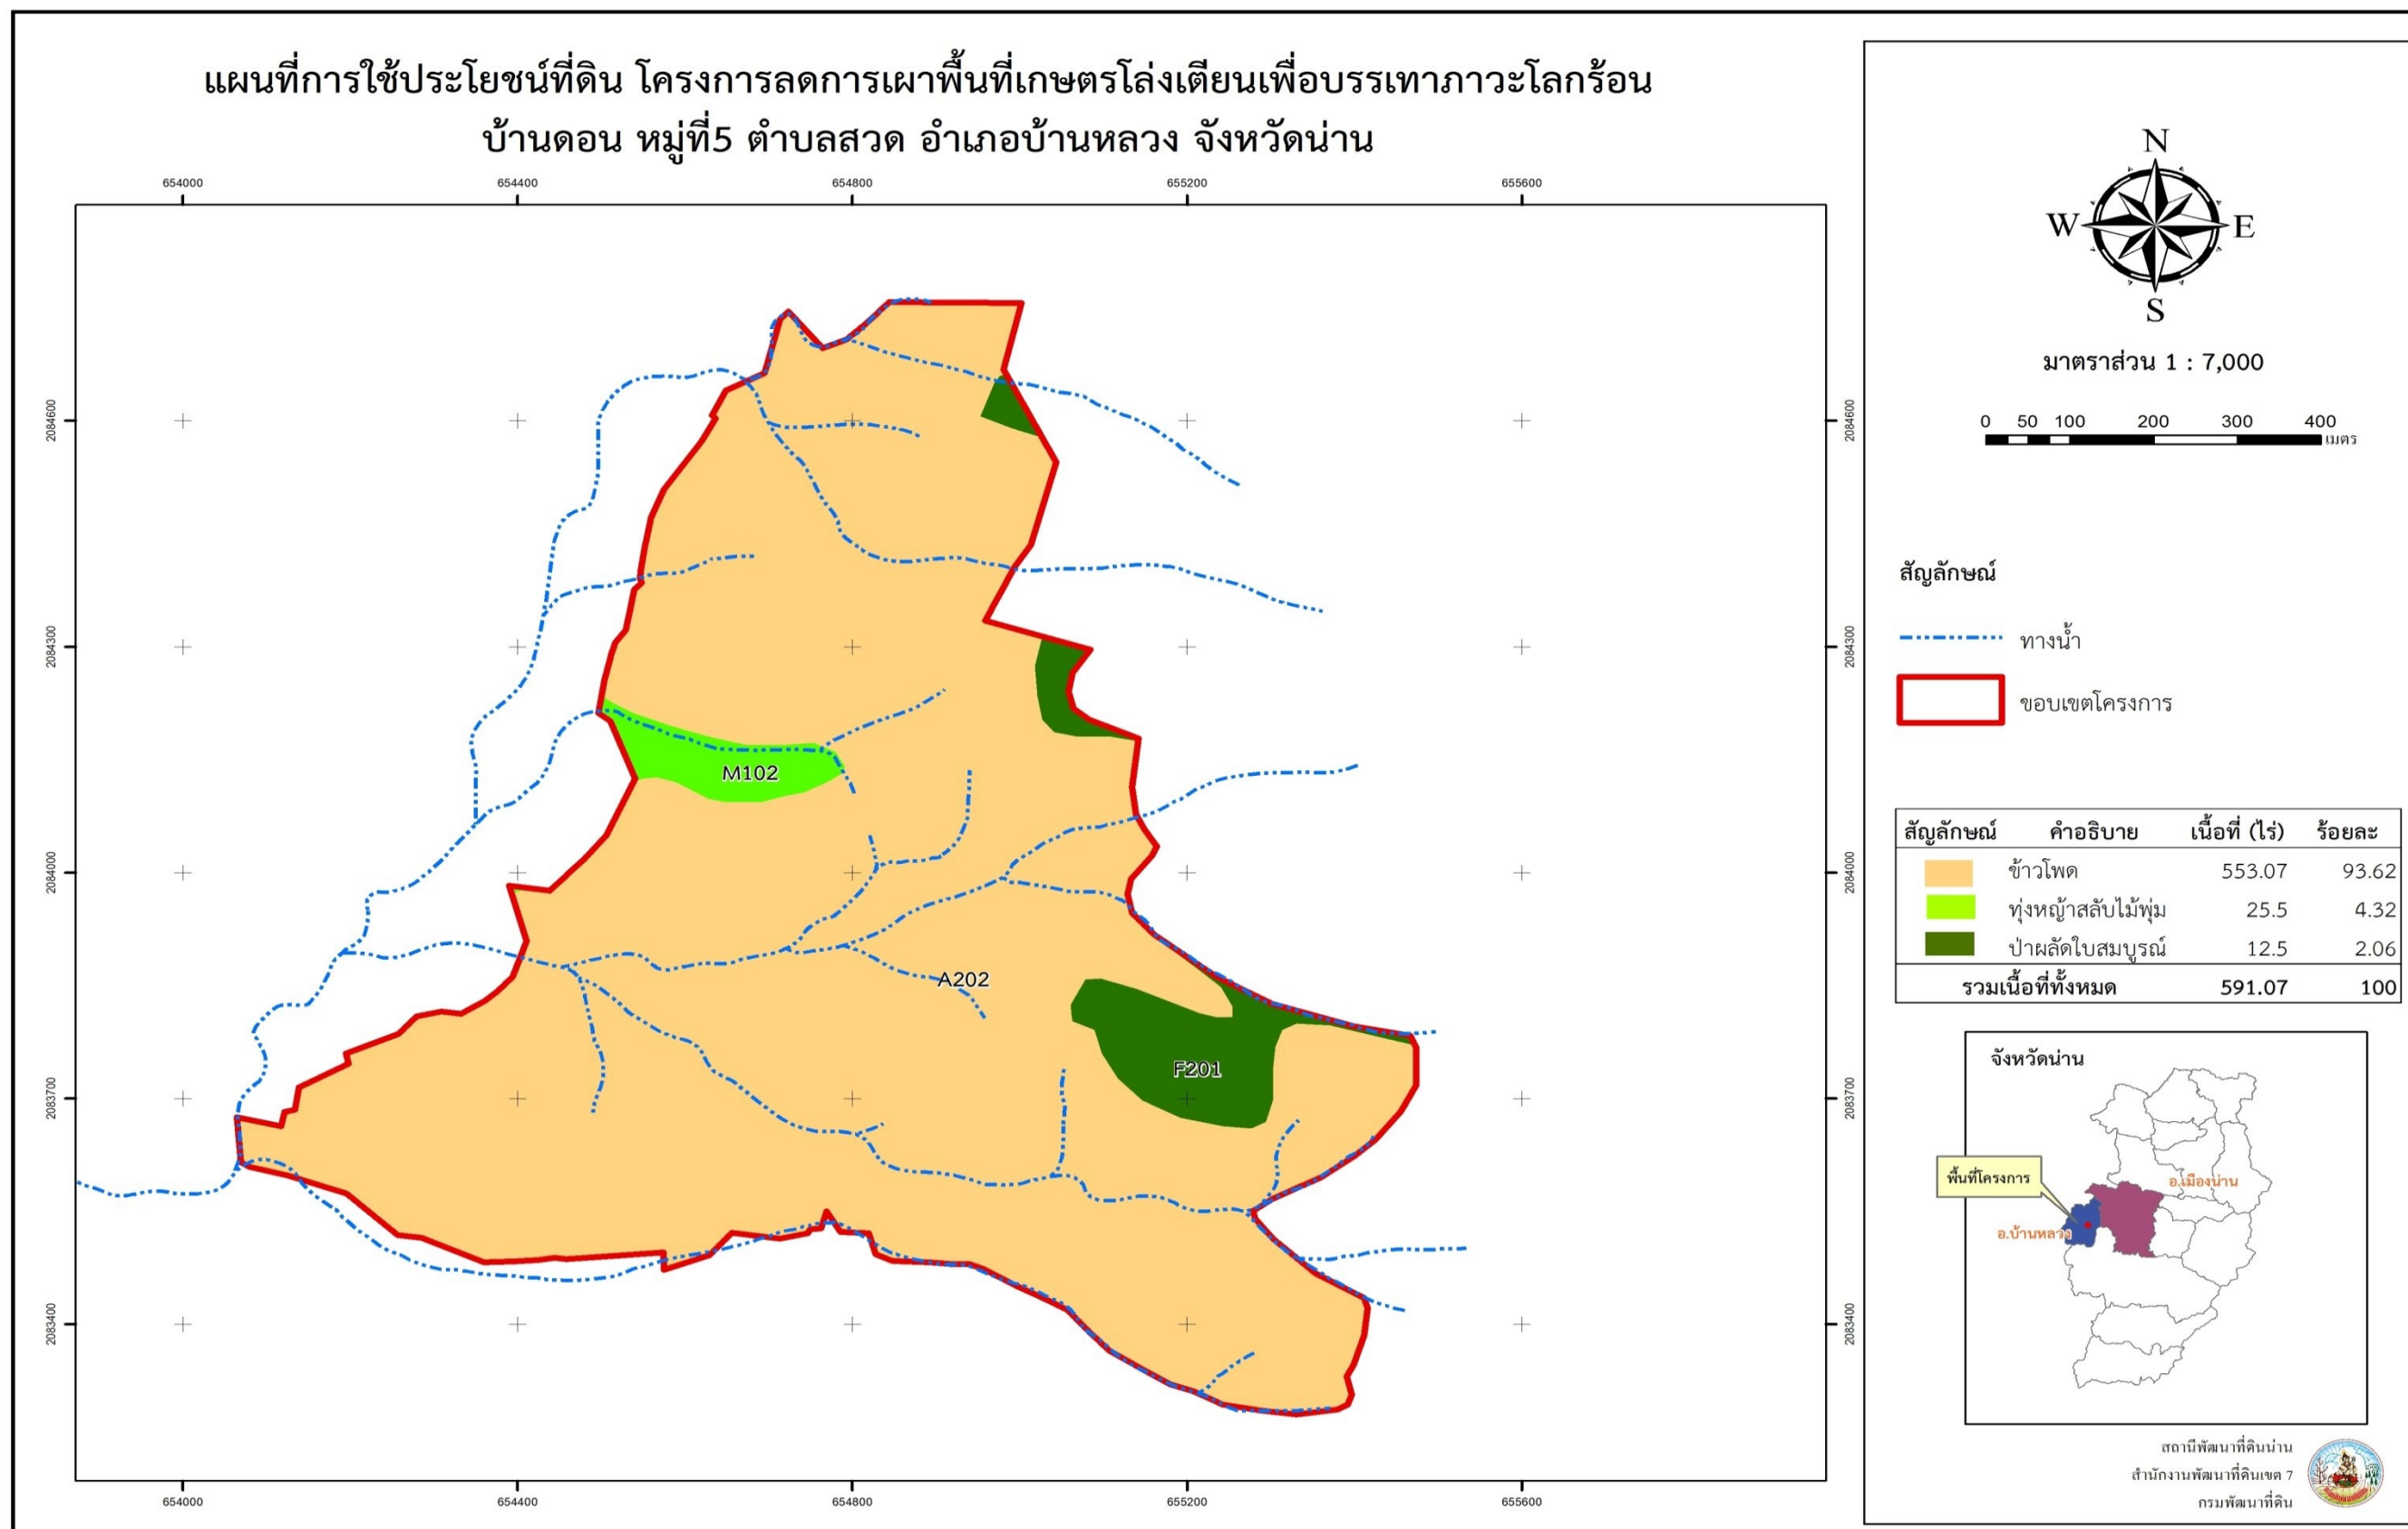 แผนที่การใช้ประโยชน์ที่ดิน โครงการลดการเผาพื้นที่เกษตรโล่งเตียนเพื่อบรรเทาภาวะโลกร้อน
บ้านดอน หมู่ที่5 ตำบลสวด อำเภอบ้านหลวง จังหวัดน่าน
654000 654400 654800 655200 655600
2084600 2084600
2084300 2084300
M102
2084000 2084000
A202
F201
2083700 2083700
2083400 2083400
654000 654400 654800 655200 655600
N
W E
S
มาตราส่วน 1 : 7,000
0 50 100 200 300 400
เมตร
สัญลักษณ์
ทางน้ำ
ขอบเขตโครงการ
สัญลักษณ์ คำอธิบาย เนื้อที่ (ไร่) ร้อยละ
ข้าวโพด 553.07 93.62
ทุ่งหญ้าสลับไม้พุ่ม 25.5 4.32
ป่าผลัดใบสมบูรณ์ 12.5 2.06
รวมเนื้อที่ทั้งหมด 591.07 100
จังหวัดน่าน
พื้นที่โครงการ
อ.เมืองน่าน
อ.บ้านหลวง
สถานีพัฒนาที่ดินน่าน
สำนักงานพัฒนาที่ดินเขต 7
กรมพัฒนาที่ดิน